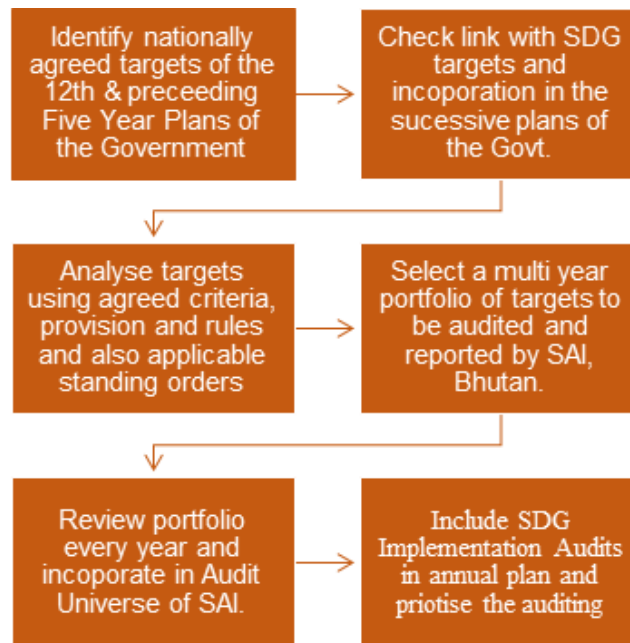 Identify nationally
agreed targets of the
12th & preceeding
Five Year Plans of
the Government
Check link with SDG
targets and
incoporation in the
sucessive plans of
the Govt.
Analyse targets
using agreed criteria,
provision and rules
and also applicable
standing orders
Select a multi year
portfolio of targets to
be audited and
reported by SAI,
Bhutan.
Review portfolio
every year and
incoporate in Audit
Universe of SAI.
Include SDG
Implementation Audits
in annual plan and
priotise the auditing